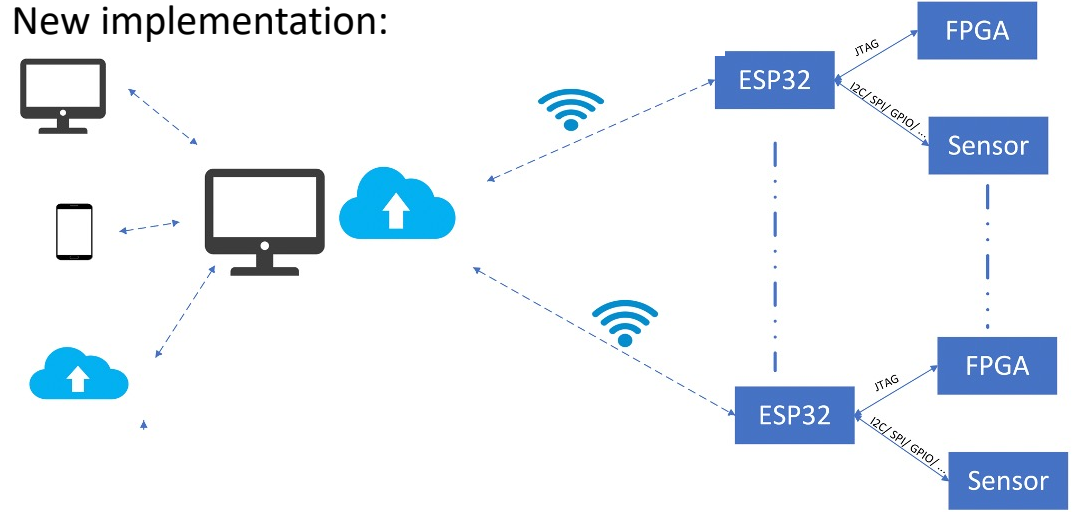 New implementation:
ESP32
JTAG
FPGA
I2C/ SPI/ GPIO/ ...
Sensor
ESP32
JTAG
FPGA
I2C/ SPI/ GPIO/ ...
Sensor